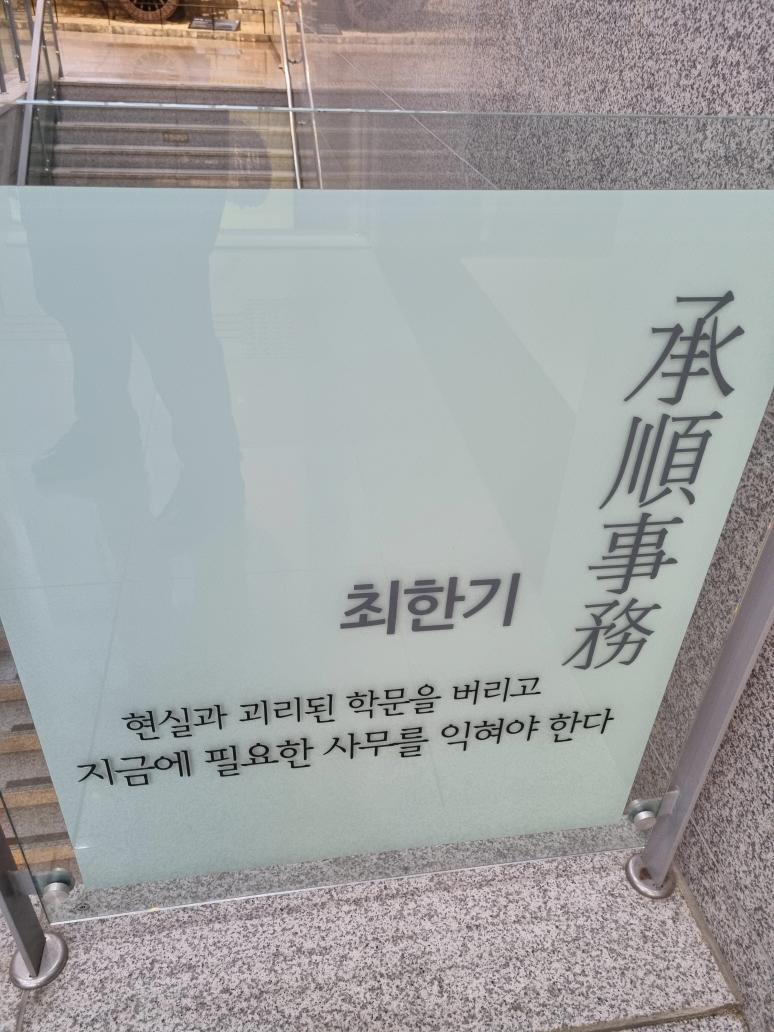 承順事務
최한기
현실과 괴리된 학문을 버리고
지금에 필요한 사무를 익혀야 한다